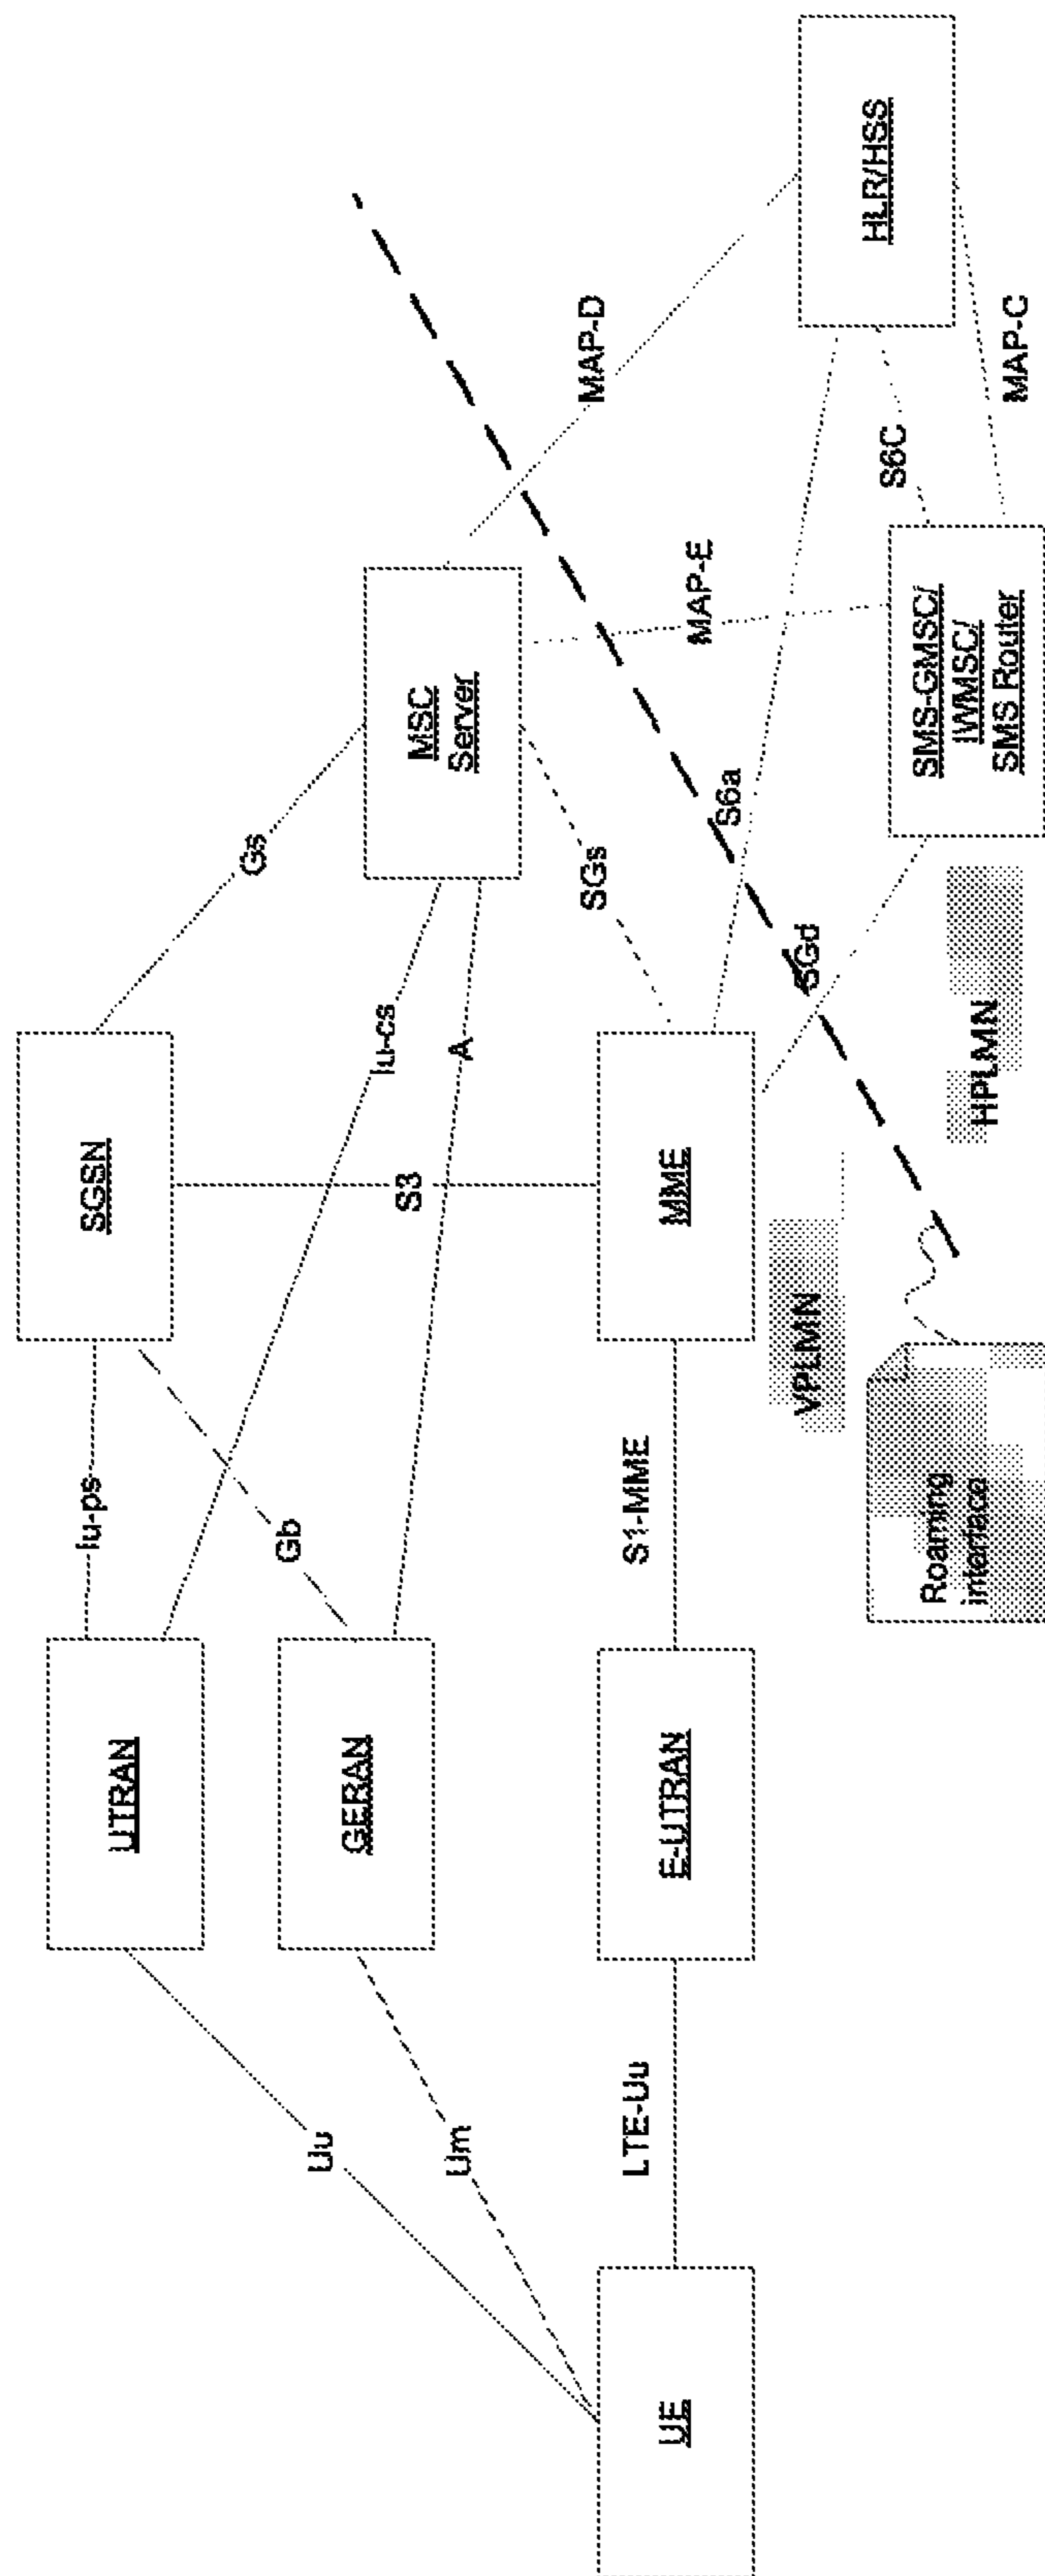 UTRAN
Iu-ps
SGSN
Gs
Uu
GERAN
Gb
Iu-cs
MSC
Server
MAP-D
Um
A
S3
SGs
LTE-Uu
S1-MME
MAP-E
UE
E-UTRAN
MME
S6a
VPLMN
SGd
S6C
HLR/HSS
Roaming
interface
HPLMN
SMS-GMSC/
IWMSC/
SMS Router
MAP-C